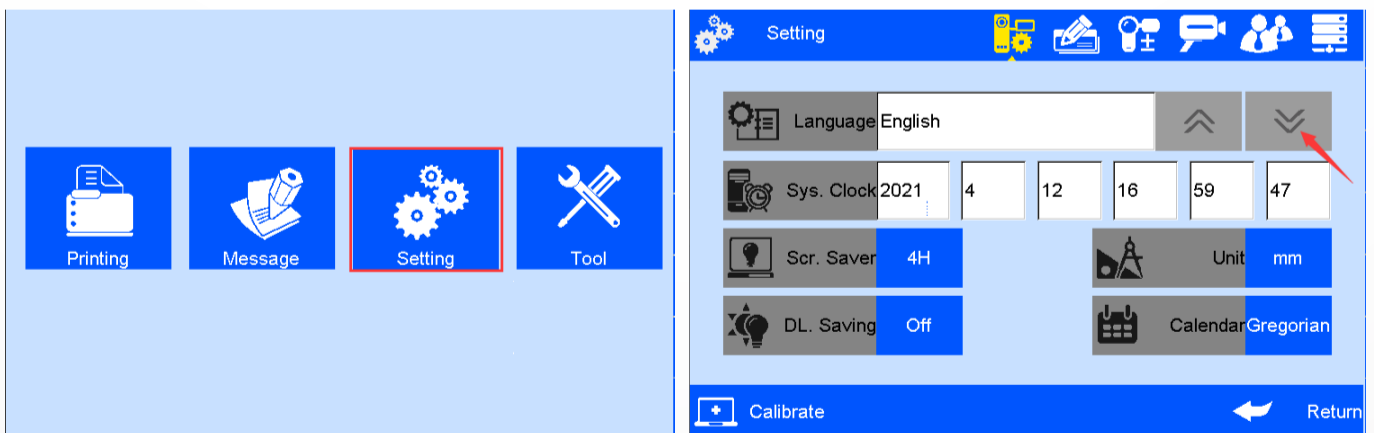 Printing
Message
Setting
Tool
Setting
Language English
Sys. Clock 2021 4 12 16 59 47
Scr. Saver 4H Unit mm
DL. Saving Off Calendar Gregorian
Calibrate Return